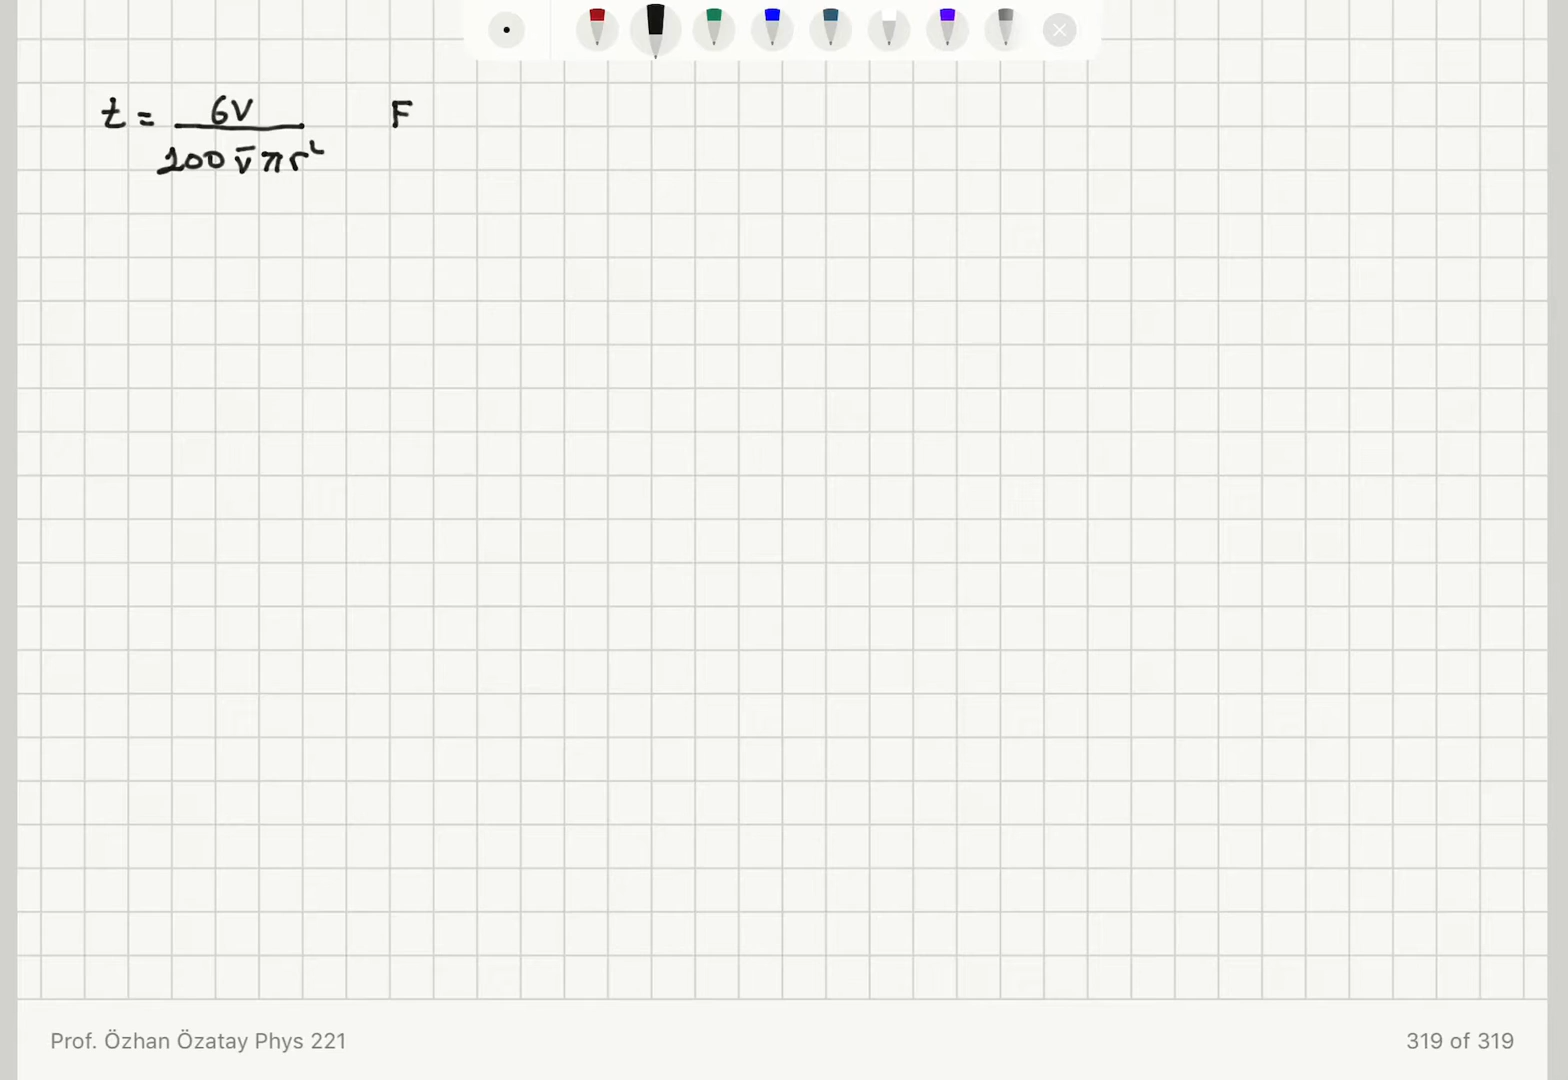 t = 6V / 100 v̄ π r² F
Prof. Özhan Özatay Phys 221
319 of 319